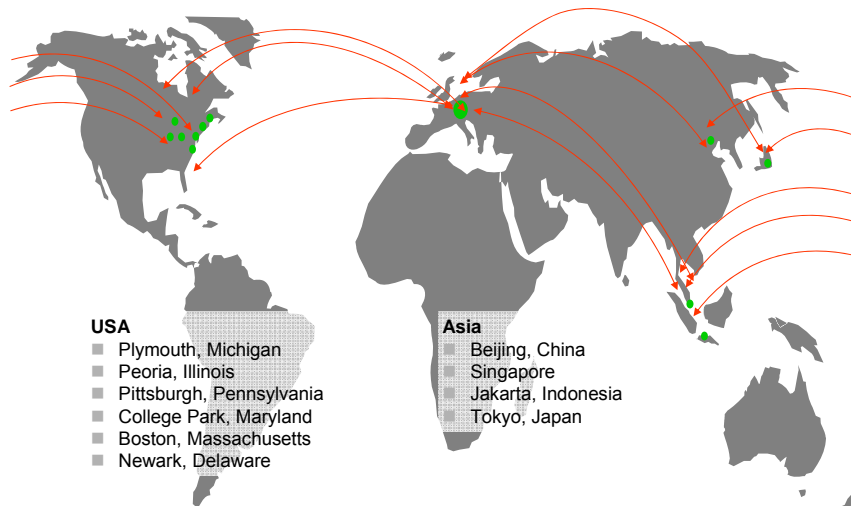 USA
Plymouth, Michigan
Peoria, Illinois
Pittsburgh, Pennsylvania
College Park, Maryland
Boston, Massachusetts
Newark, Delaware
Asia
Beijing, China
Singapore
Jakarta, Indonesia
Tokyo, Japan